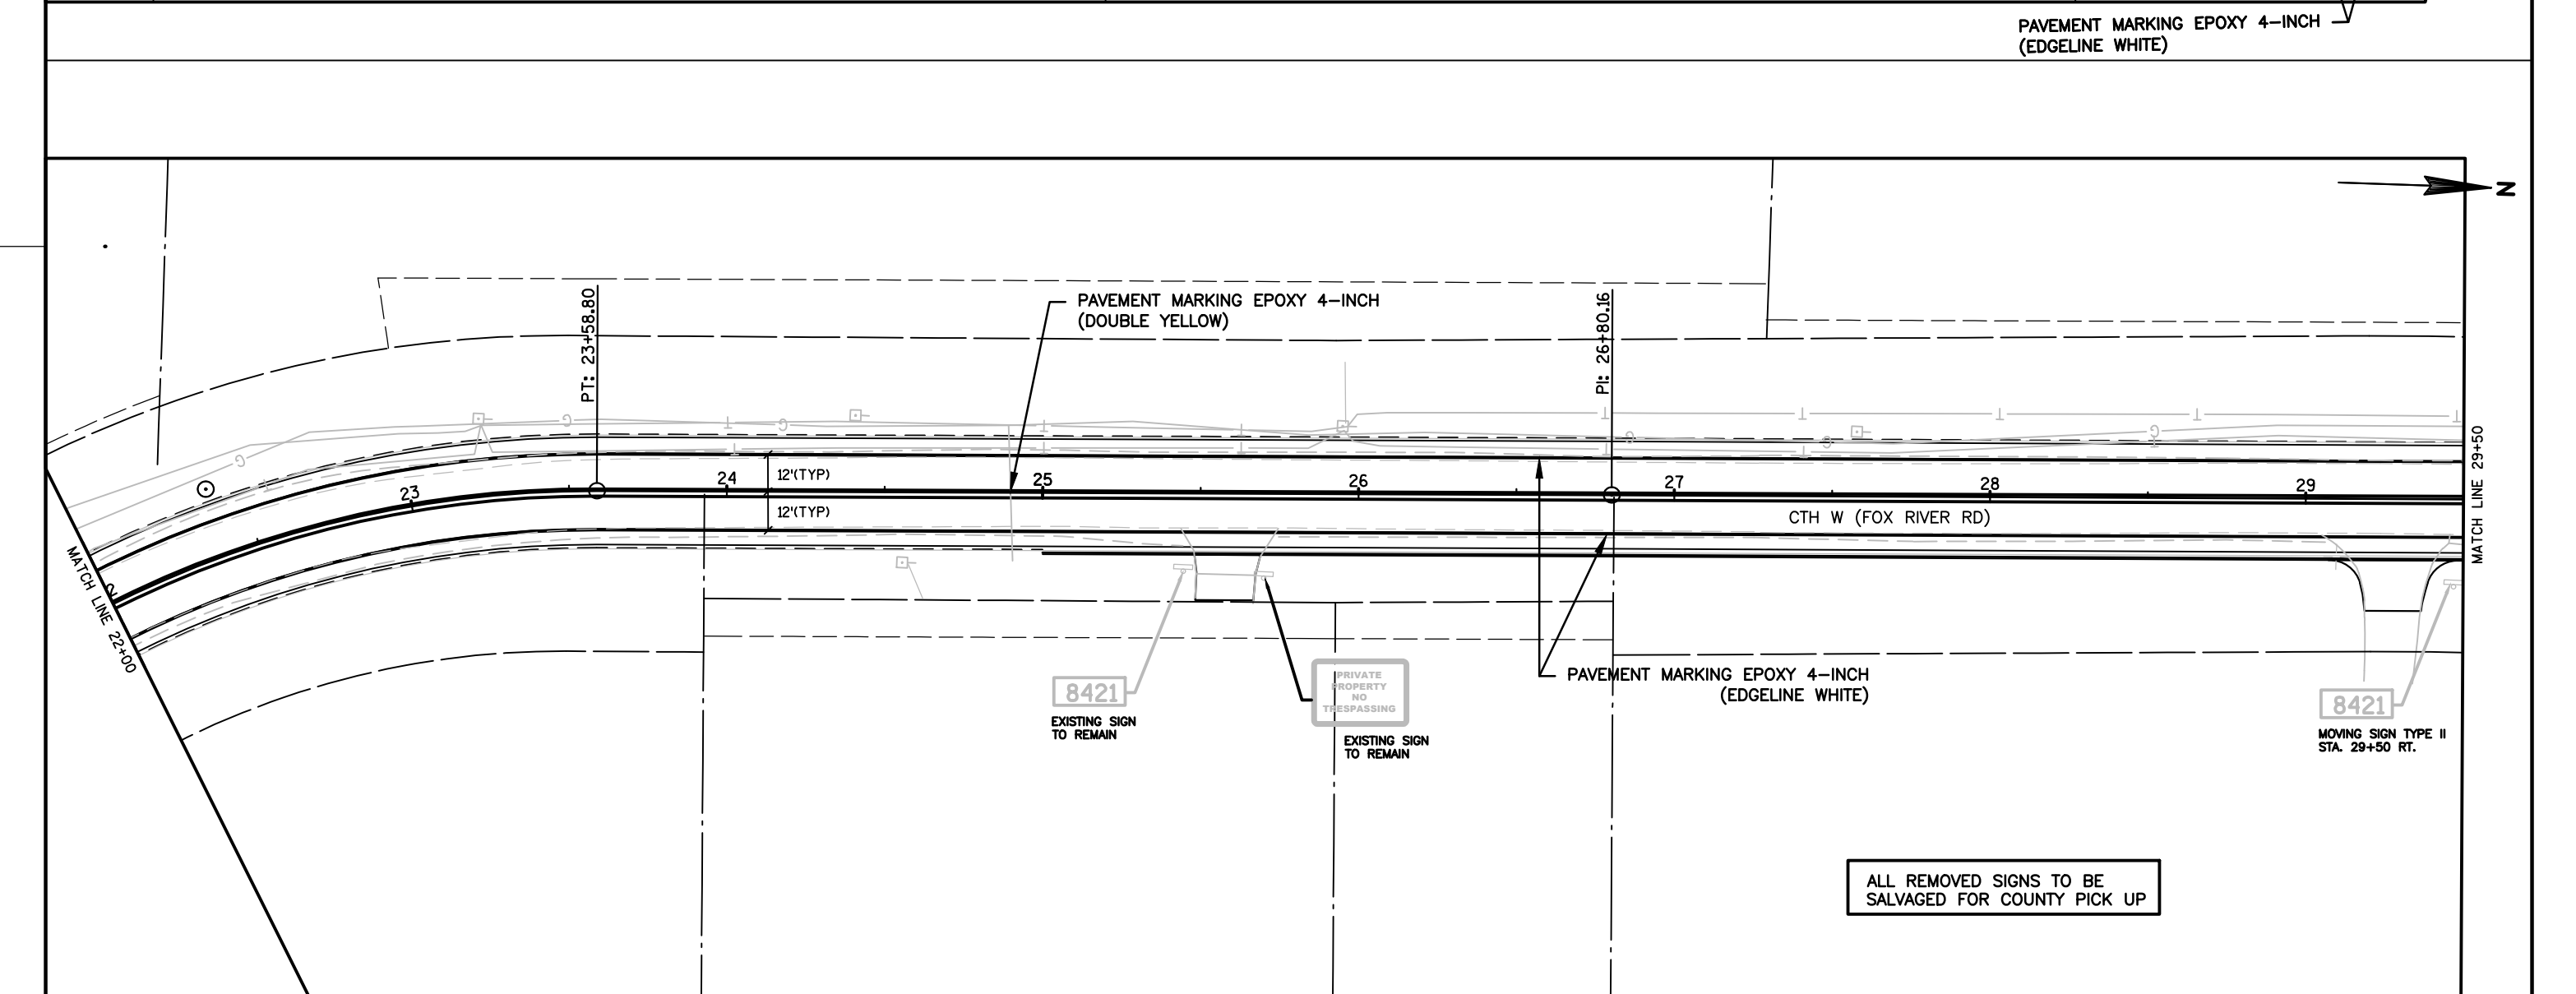 PAVEMENT MARKING EPOXY 4-INCH
(EDGELINE WHITE)
N
PT: 23+58.80
PAVEMENT MARKING EPOXY 4-INCH
(DOUBLE YELLOW)
PI: 26+80.16
MATCH LINE 29+50
MATCH LINE 22+00
23
24
25
26
27
28
29
12'(TYP)
12'(TYP)
CTH W (FOX RIVER RD)
8421
EXISTING SIGN
TO REMAIN
PRIVATE
PROPERTY
NO
TRESPASSING
EXISTING SIGN
TO REMAIN
PAVEMENT MARKING EPOXY 4-INCH
(EDGELINE WHITE)
8421
MOVING SIGN TYPE II
STA. 29+50 RT.
ALL REMOVED SIGNS TO BE
SALVAGED FOR COUNTY PICK UP